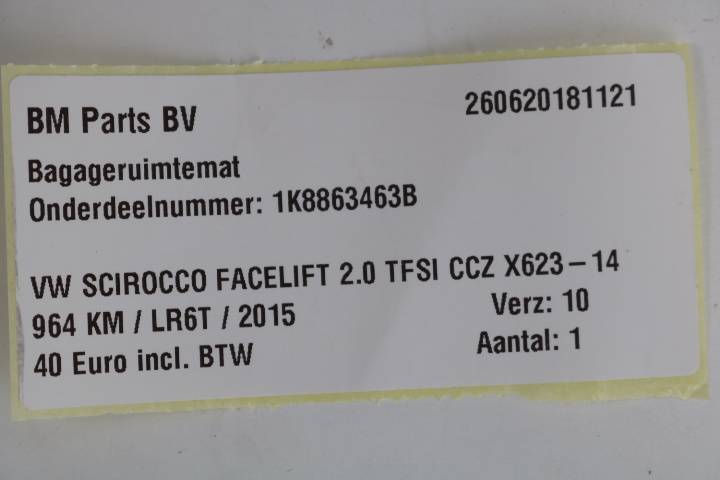 BM Parts BV
260620181121
Bagageruimtemat
Onderdeelnummer: 1K8863463B
VW SCIROCCO FACELIFT 2.0 TFSI CCZ X623-14
964 KM / LR6T / 2015
Verz: 10
40 Euro incl. BTW
Aantal: 1